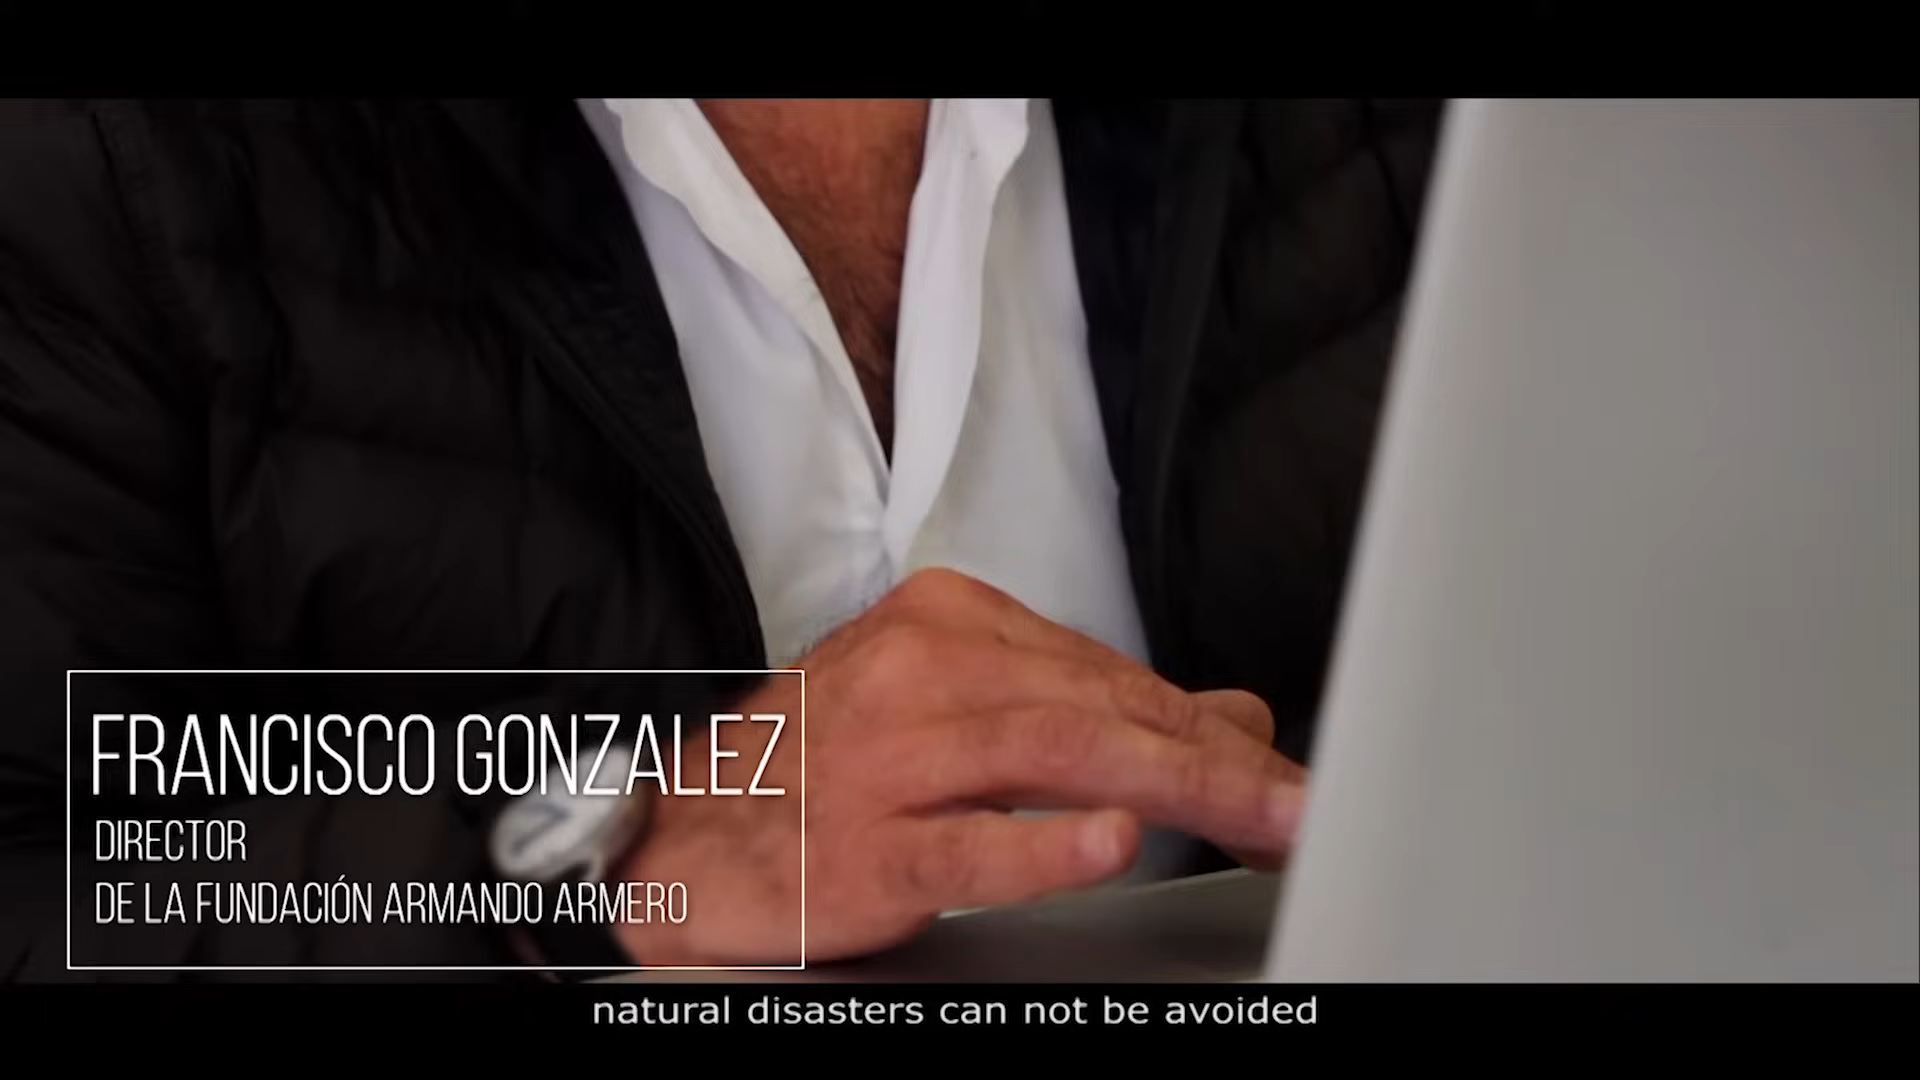 FRANCISCO GONZALEZ
DIRECTOR
DE LA FUNDACIÓN ARMANDO ARMERO
natural disasters can not be avoided